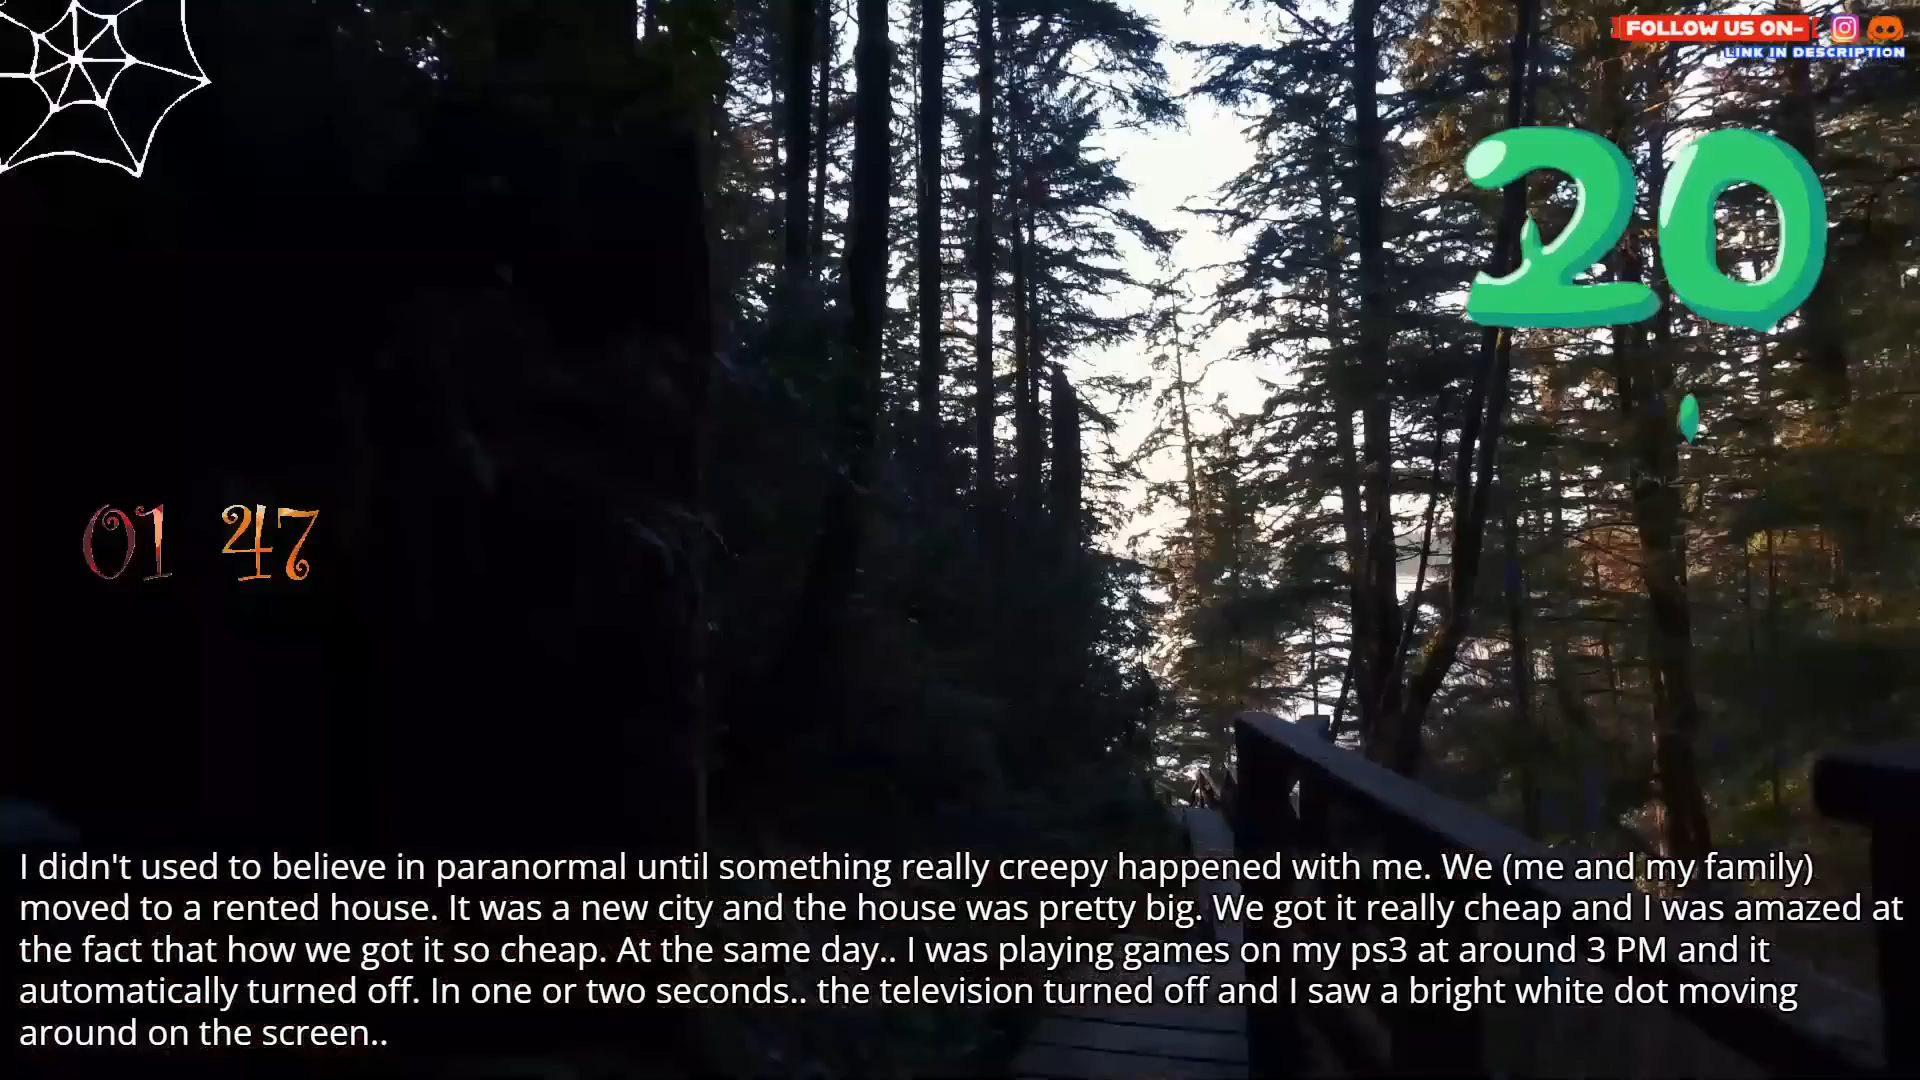 FOLLOW US ON-
LINK IN DESCRIPTION
20
01 47
I didn't used to believe in paranormal until something really creepy happened with me. We (me and my family)
moved to a rented house. It was a new city and the house was pretty big. We got it really cheap and I was amazed at
the fact that how we got it so cheap. At the same day.. I was playing games on my ps3 at around 3 PM and it
automatically turned off. In one or two seconds.. the television turned off and I saw a bright white dot moving
around on the screen..